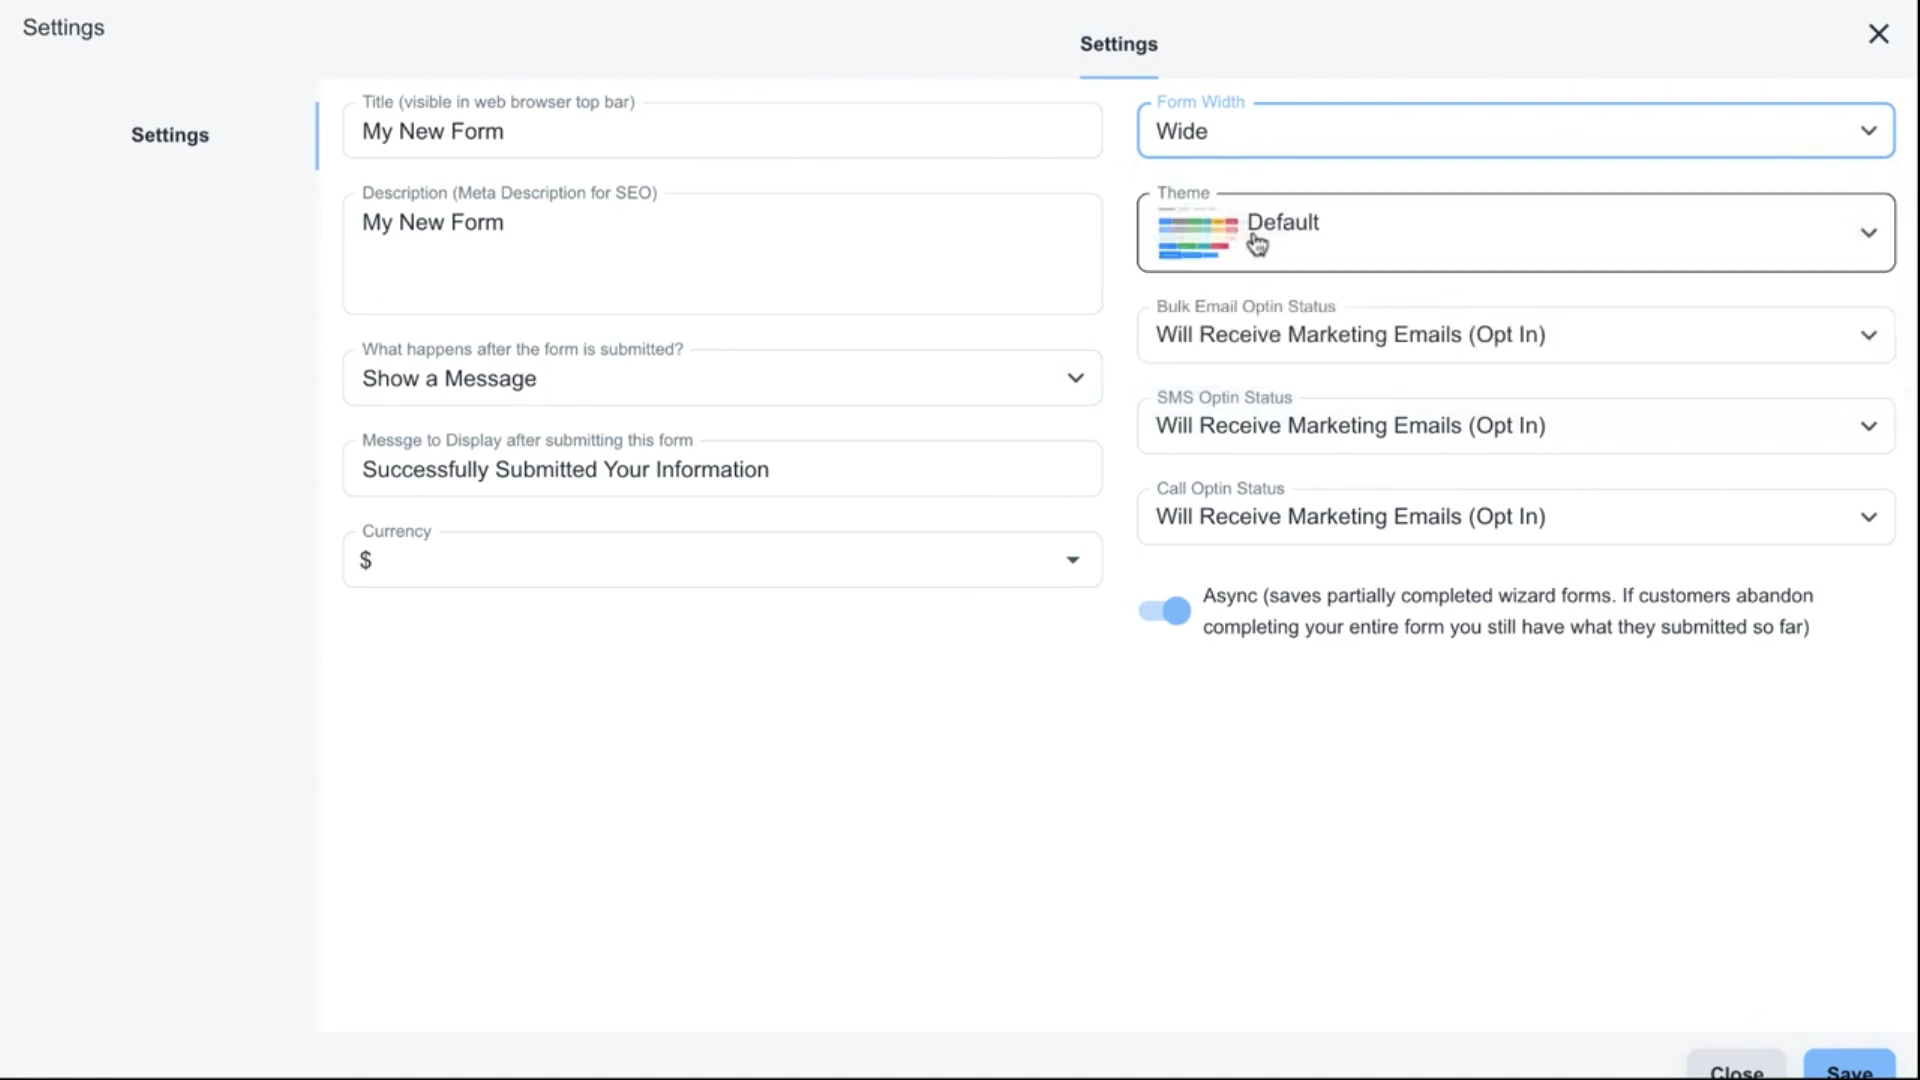 Settings
Settings
Settings
Title (visible in web browser top bar)
My New Form
Description (Meta Description for SEO)
My New Form
What happens after the form is submitted?
Show a Message
Messge to Display after submitting this form
Successfully Submitted Your Information
Currency
$
Form Width
Wide
Theme
Default
Bulk Email Optin Status
Will Receive Marketing Emails (Opt In)
SMS Optin Status
Will Receive Marketing Emails (Opt In)
Call Optin Status
Will Receive Marketing Emails (Opt In)
Async (saves partially completed wizard forms. If customers abandon
completing your entire form you still have what they submitted so far)
Close
Save